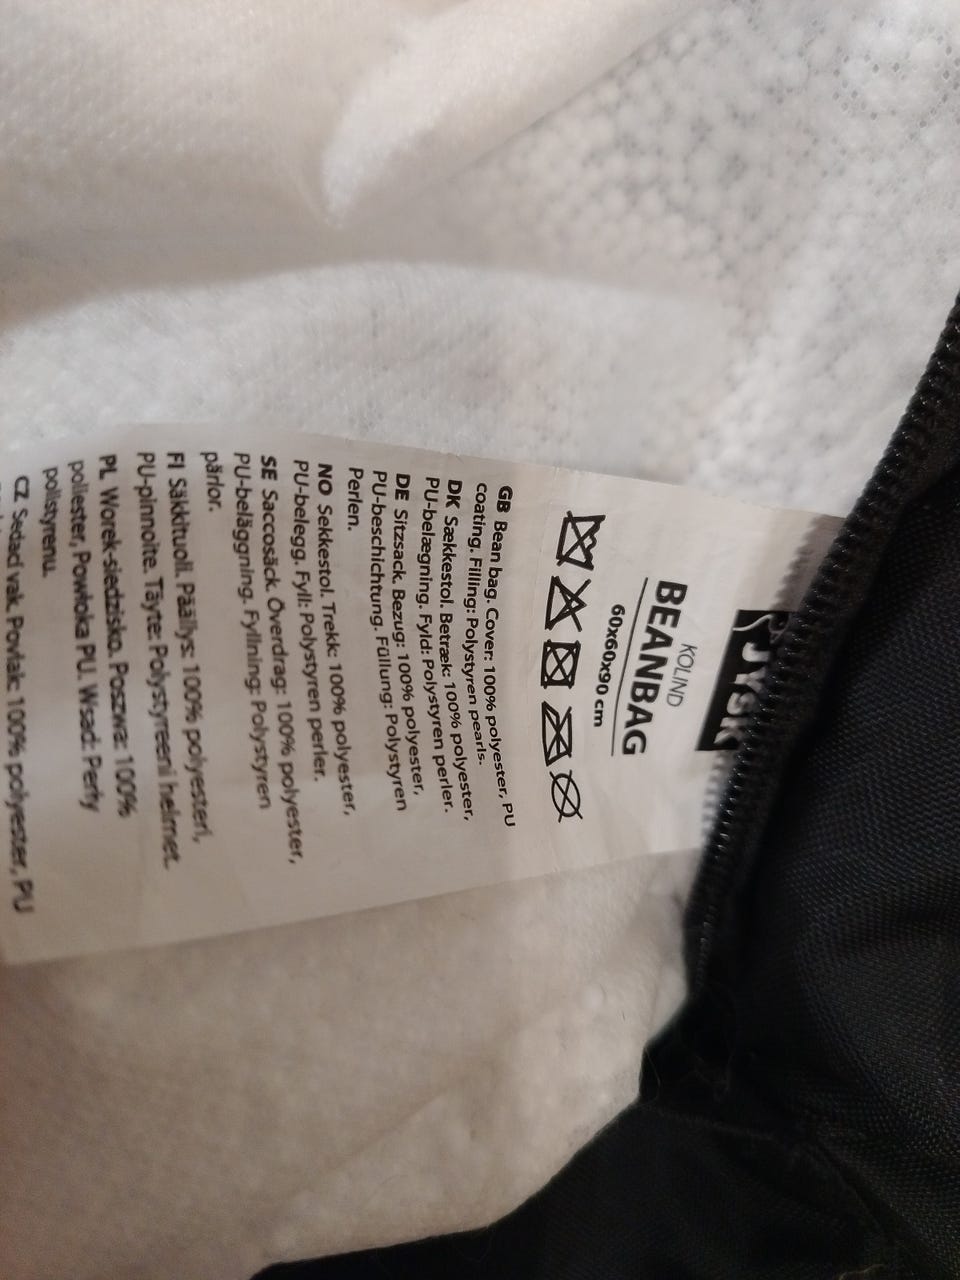 JYSK
KOLIND
BEANBAG
60x60x90 cm
GB Bean bag. Cover: 100% polyester, PU
coating. Filling: Polystyren pearls.
DK Sækkestol. Betræk: 100% polyester,
PU-belægning. Fyld: Polystyren perler.
DE Sitzsack. Bezug: 100% polyester,
PU-beschichtung. Füllung: Polystyren
Perlen.
NO Sekkestol. Trekk: 100% polyester,
PU-belegg. Fyll: Polystyren perler.
SE Saccosäck. Överdrag: 100% polyester,
PU-beläggning. Fyllning: Polystyren
pärlor.
FI Säkkituoli. Päällys: 100% polyesteri,
PU-pinnoite. Täyte: Polystyreeni helmet.
PL Worek-siedzisko. Poszwa: 100%
poliester, Powłoka PU. Wsad: Perły
polistyrenu.
CZ Sedad vak. Povlak: 100% polyester, PU